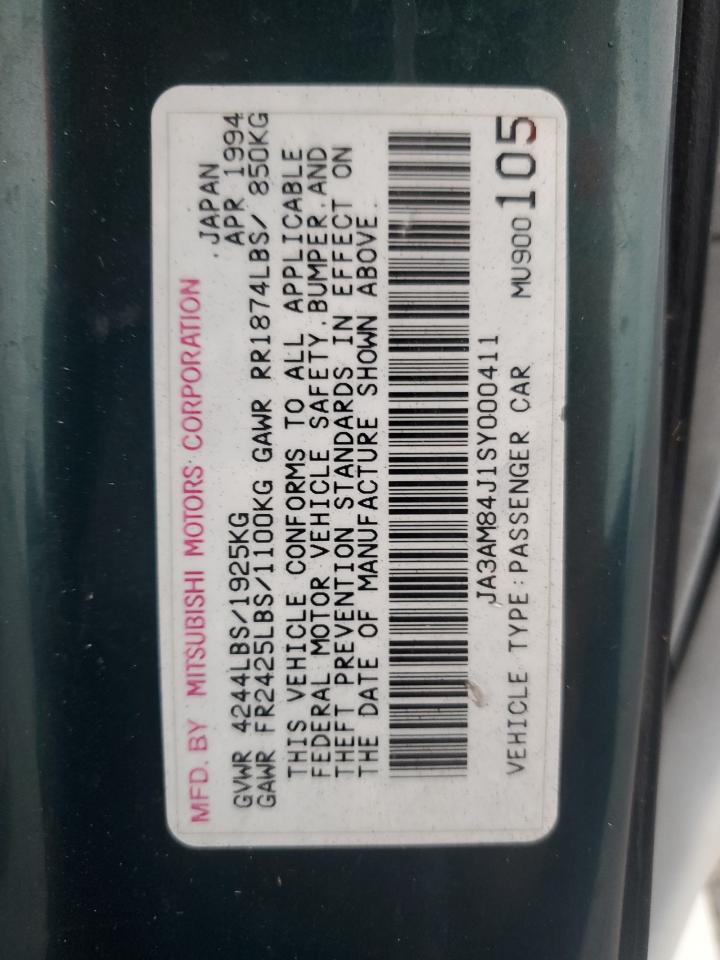 MFD. BY MITSUBISHI MOTORS CORPORATION
JAPAN
GVWR 4244LBS/1925KG APR 1994
GAWR FR2425LBS/1100KG GAWR RR1874LBS/ 850KG
THIS VEHICLE CONFORMS TO ALL APPLICABLE
FEDERAL MOTOR VEHICLE SAFETY,BUMPER,AND
THEFT PREVENTION STANDARDS IN EFFECT ON
THE DATE OF MANUFACTURE SHOWN ABOVE.
JA3AM84J1SY000411
VEHICLE TYPE:PASSENGER CAR MU900105